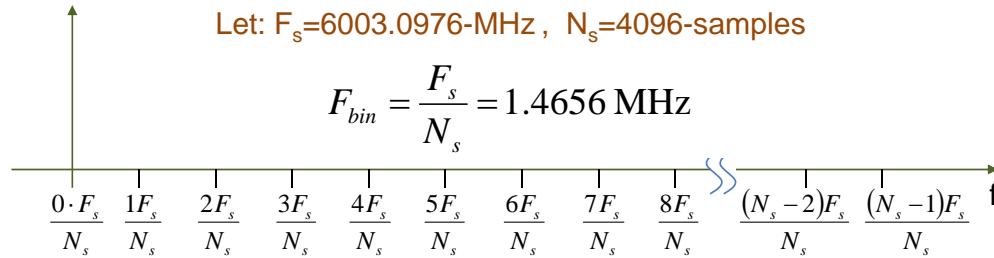 Let: Fₛ=6003.0976-MHz , Nₛ=4096-samples
F_bin = Fₛ/Nₛ = 1.4656 MHz
f
0·Fₛ/Nₛ 1Fₛ/Nₛ 2Fₛ/Nₛ 3Fₛ/Nₛ 4Fₛ/Nₛ 5Fₛ/Nₛ 6Fₛ/Nₛ 7Fₛ/Nₛ 8Fₛ/Nₛ (Nₛ−2)Fₛ/Nₛ (Nₛ−1)Fₛ/Nₛ